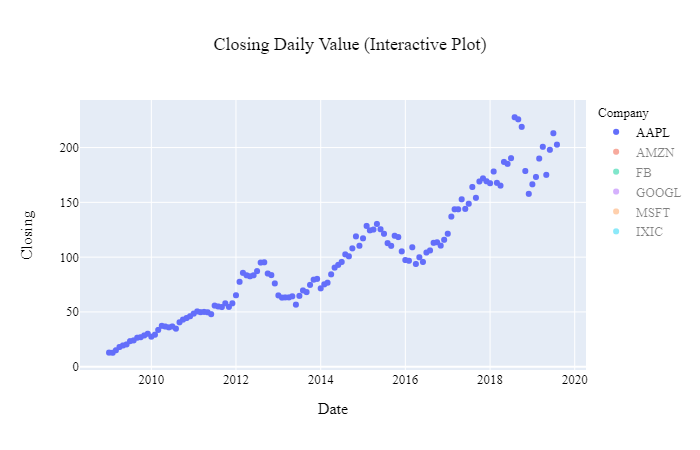 Closing Daily Value (Interactive Plot)
Company
AAPL
AMZN
FB
GOOGL
MSFT
IXIC
Closing
200
150
100
50
0
2010 2012 2014 2016 2018 2020
Date